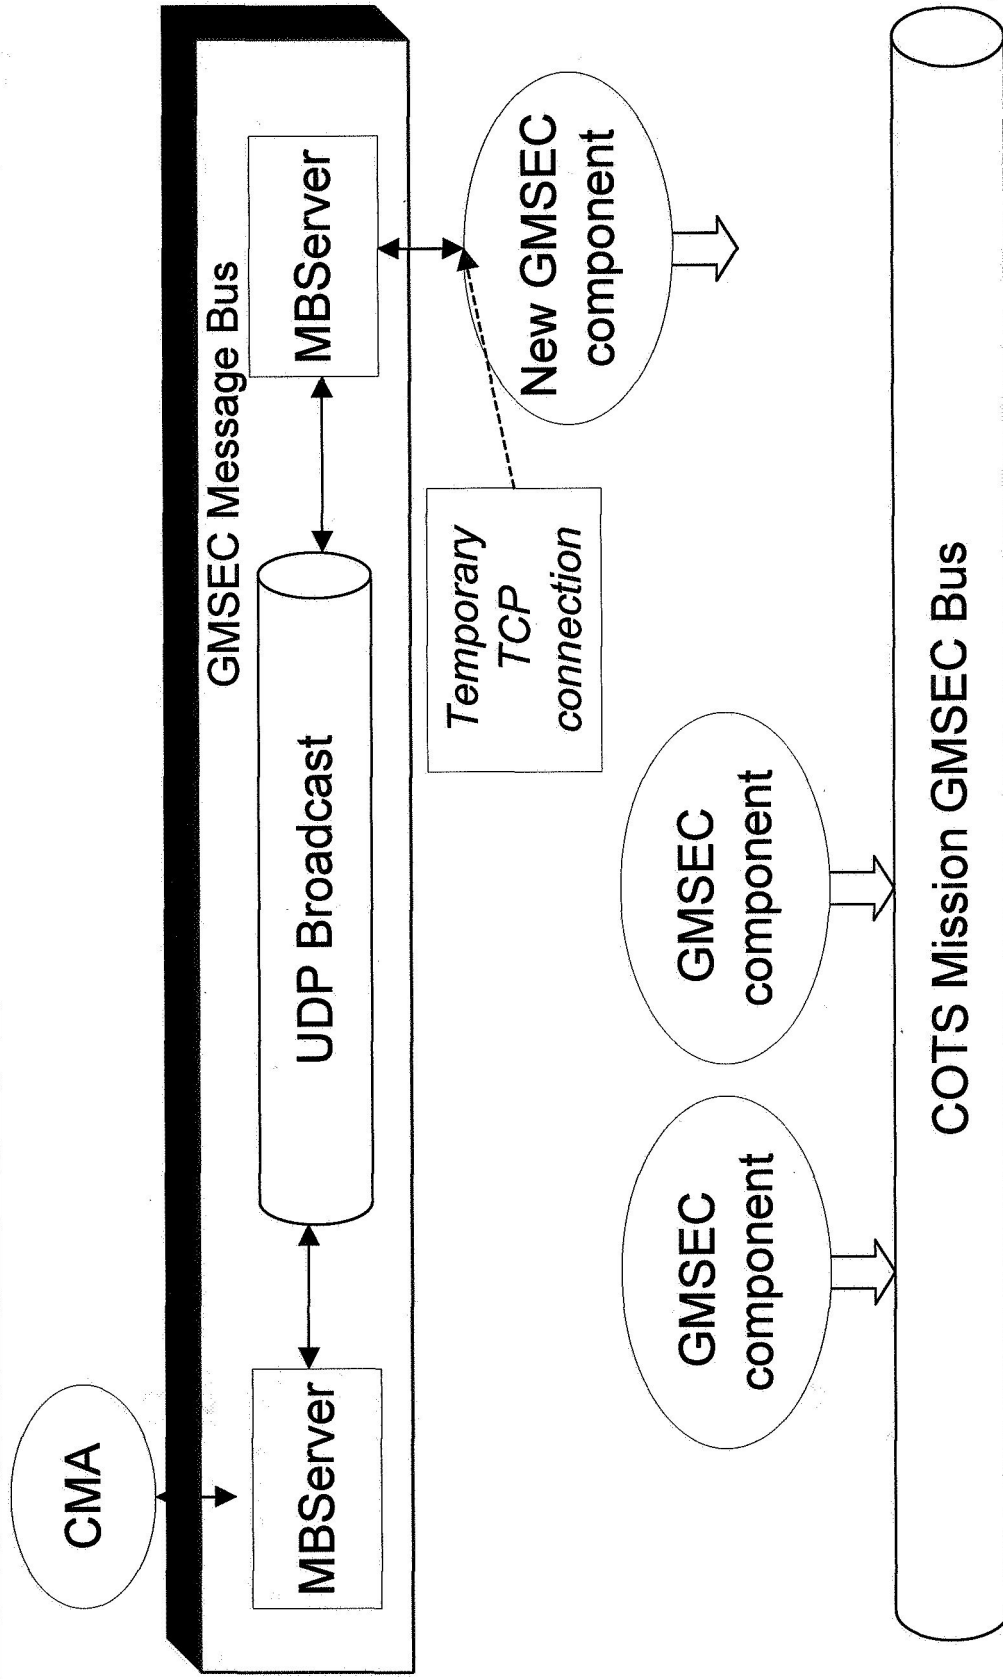 CMA
GMSEC Message Bus
MBServer
UDP Broadcast
MBServer
Temporary
TCP
connection
New GMSEC
component
GMSEC
component
GMSEC
component
COTS Mission GMSEC Bus